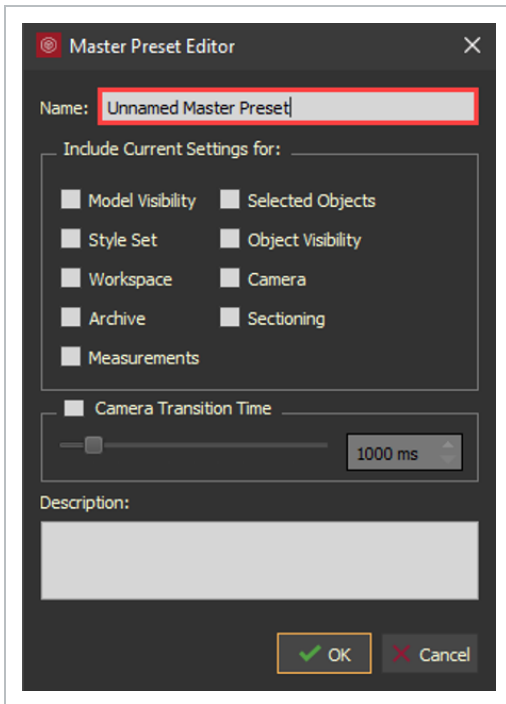 Master Preset Editor
Name: Unnamed Master Preset
Include Current Settings for:
Model Visibility Selected Objects
Style Set Object Visibility
Workspace Camera
Archive Sectioning
Measurements
Camera Transition Time
1000 ms
Description:
OK Cancel